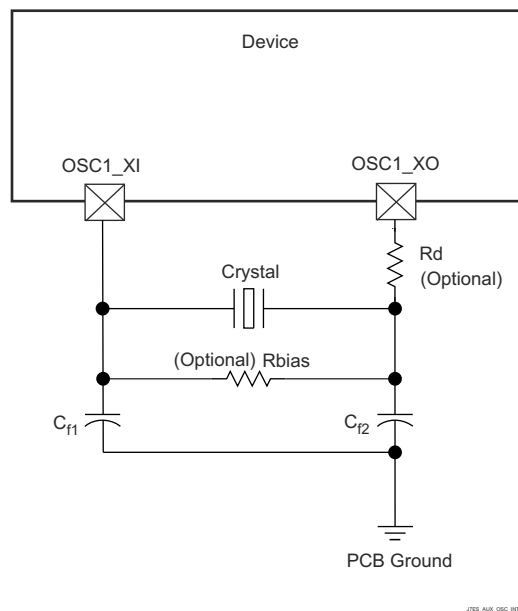 Device
OSC1_XI
OSC1_XO
Rd
(Optional)
Crystal
(Optional) Rbias
Cf1
Cf2
PCB Ground